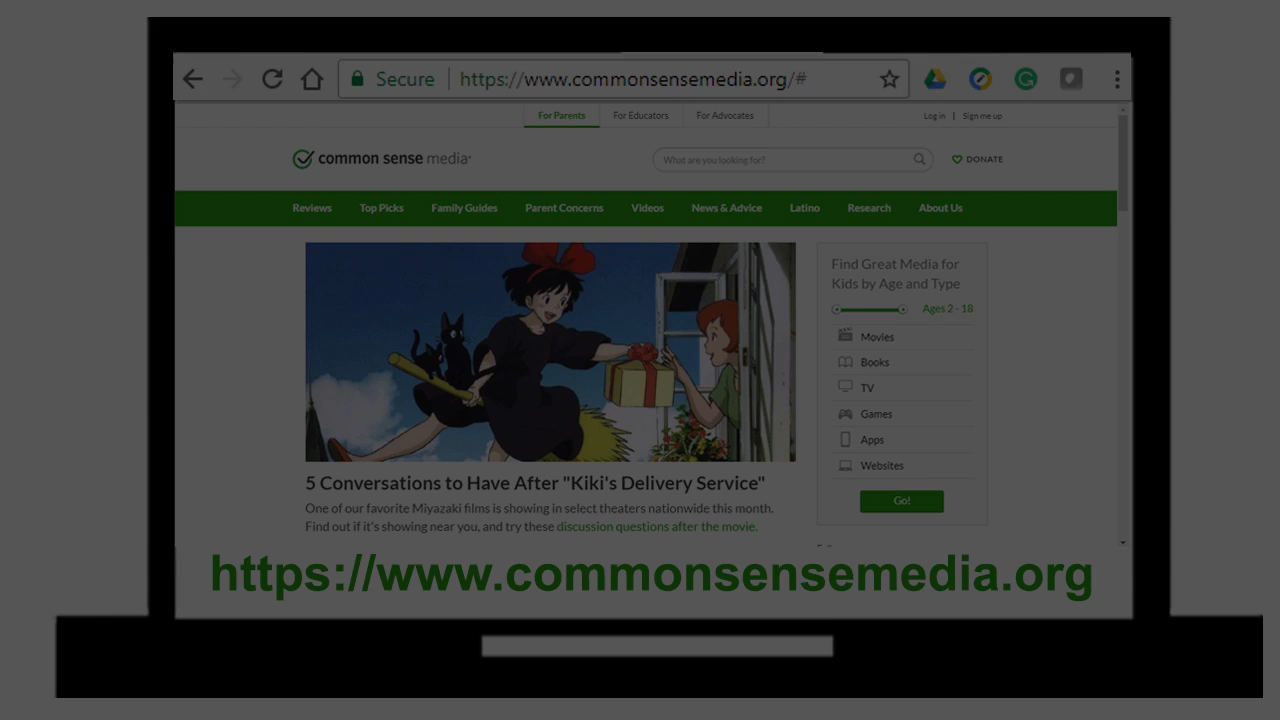 Secure https://www.commonsensemedia.org/#
For Parents For Educators For Advocates Log in | Sign me up
common sense media
What are you looking for?
DONATE
Reviews Top Picks Family Guides Parent Concerns Videos News & Advice Latino Research About Us
Find Great Media for
Kids by Age and Type
Ages 2 - 18
Movies
Books
TV
Games
Apps
Websites
Go!
5 Conversations to Have After "Kiki's Delivery Service"
One of our favorite Miyazaki films is showing in select theaters nationwide this month.
Find out if it's showing near you, and try these discussion questions after the movie.
https://www.commonsensemedia.org